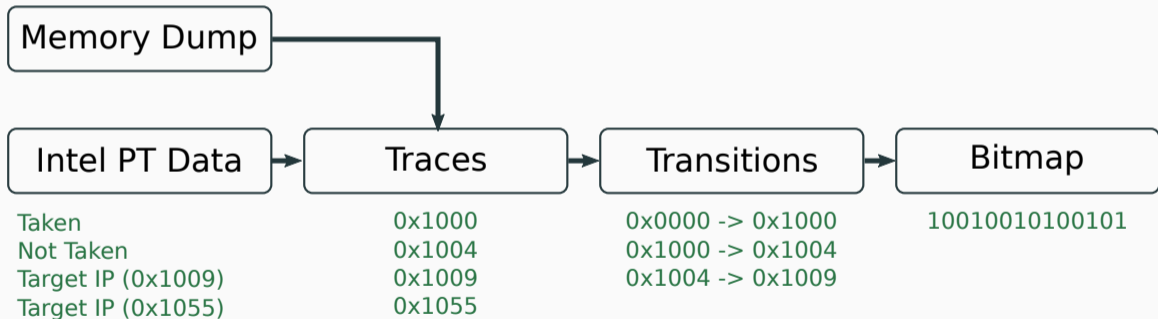 Memory Dump
Intel PT Data
Traces
Transitions
Bitmap
Taken
Not Taken
Target IP (0x1009)
Target IP (0x1055)
0x1000
0x1004
0x1009
0x1055
0x0000 -> 0x1000
0x1000 -> 0x1004
0x1004 -> 0x1009
10010010100101